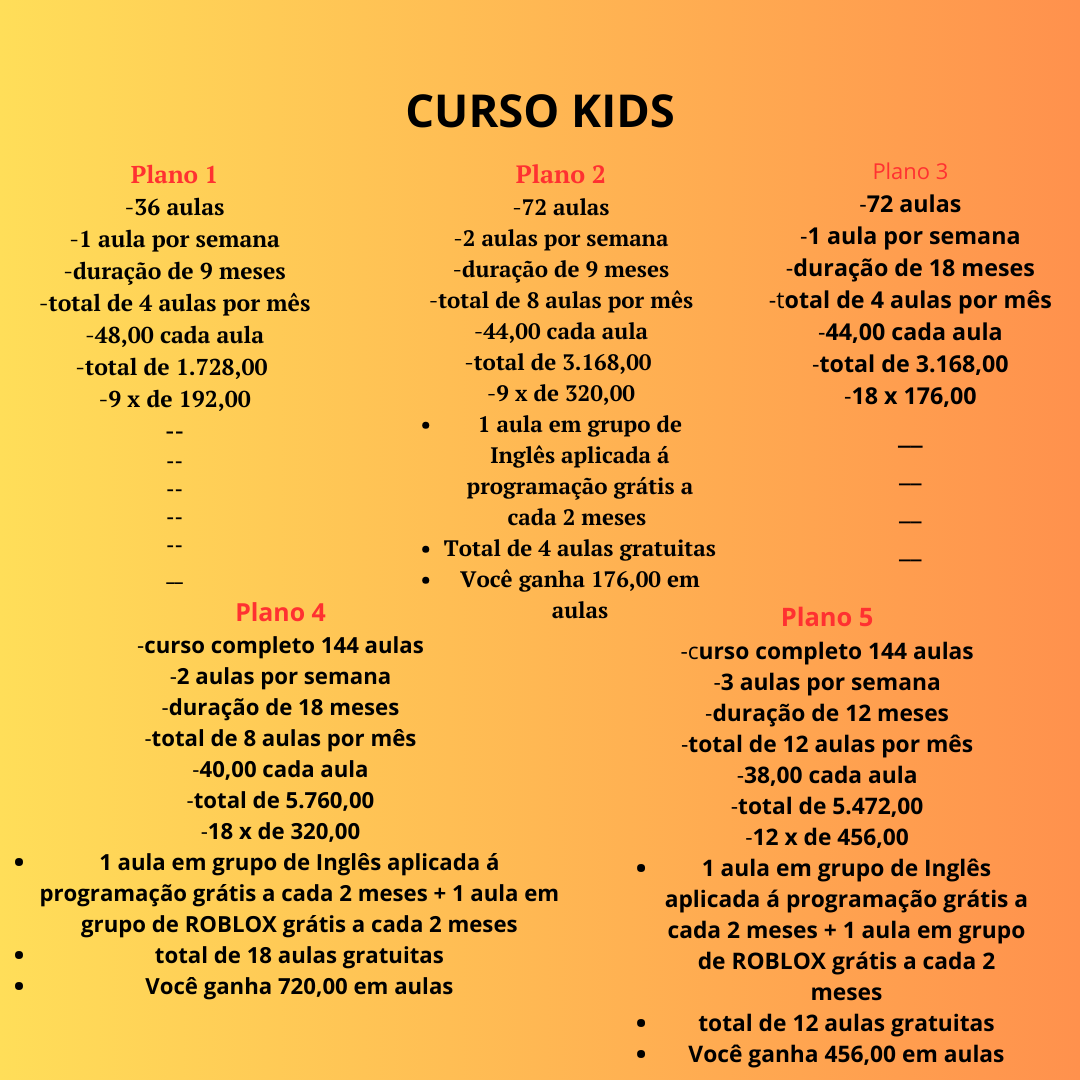 CURSO KIDS
Plano 1
-36 aulas
-1 aula por semana
-duração de 9 meses
-total de 4 aulas por mês
-48,00 cada aula
-total de 1.728,00
-9 x de 192,00
--
--
--
--
--
__
Plano 2
-72 aulas
-2 aulas por semana
-duração de 9 meses
-total de 8 aulas por mês
-44,00 cada aula
-total de 3.168,00
-9 x de 320,00
• 1 aula em grupo de
Inglês aplicada á
programação grátis a
cada 2 meses
• Total de 4 aulas gratuitas
• Você ganha 176,00 em
aulas
Plano 3
-72 aulas
-1 aula por semana
-duração de 18 meses
-total de 4 aulas por mês
-44,00 cada aula
-total de 3.168,00
-18 x 176,00
__
__
__
__
Plano 4
-curso completo 144 aulas
-2 aulas por semana
-duração de 18 meses
-total de 8 aulas por mês
-40,00 cada aula
-total de 5.760,00
-18 x de 320,00
• 1 aula em grupo de Inglês aplicada á
programação grátis a cada 2 meses + 1 aula em
grupo de ROBLOX grátis a cada 2 meses
• total de 18 aulas gratuitas
• Você ganha 720,00 em aulas
Plano 5
-curso completo 144 aulas
-3 aulas por semana
-duração de 12 meses
-total de 12 aulas por mês
-38,00 cada aula
-total de 5.472,00
-12 x de 456,00
• 1 aula em grupo de Inglês
aplicada á programação grátis a
cada 2 meses + 1 aula em grupo
de ROBLOX grátis a cada 2
meses
• total de 12 aulas gratuitas
• Você ganha 456,00 em aulas